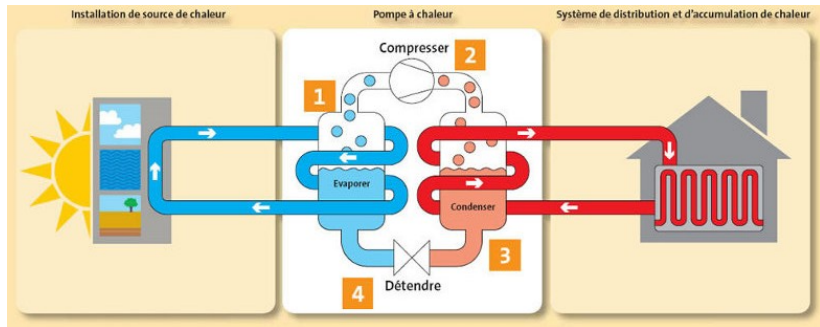 Installation de source de chaleur
Pompe à chaleur
Système de distribution et d'accumulation de chaleur
Compresser
2
1
Evaporer
Condenser
3
4
Détendre